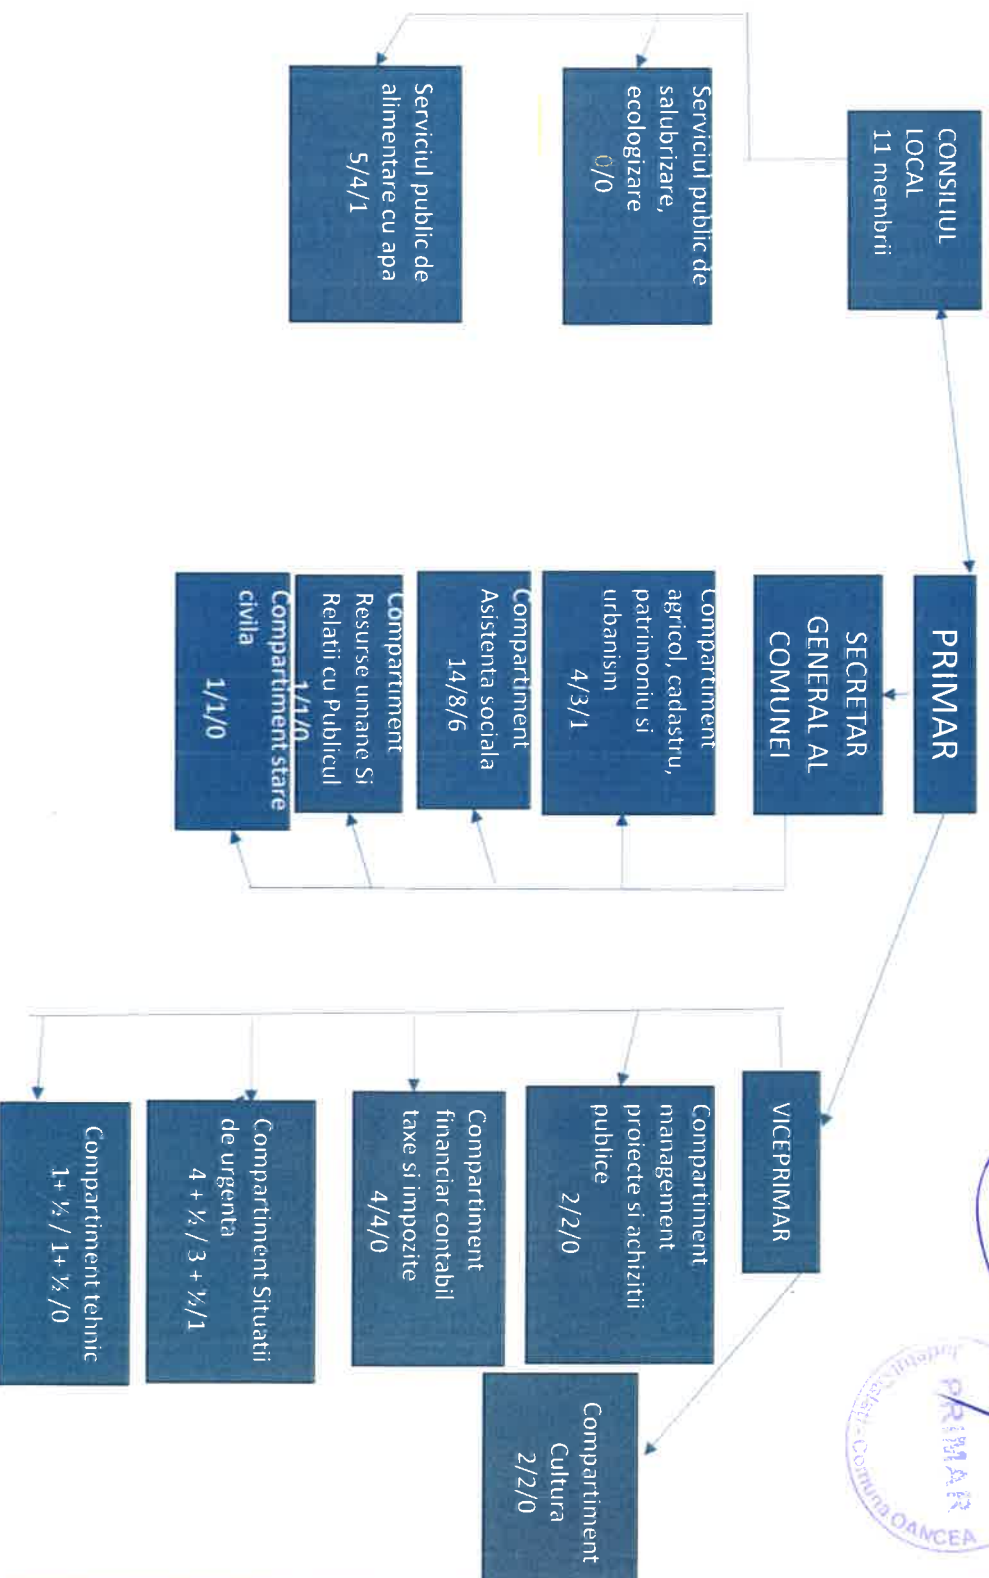 CONSILIUL
LOCAL
11 membrii
PRIMAR
SECRETAR
GENERAL AL
COMUNEI
VICEPRIMAR
Serviciul public de
salubrizare,
ecologizare
0/0
Serviciul public de
alimentare cu apa
5/4/1
Compartiment
agricol, cadastru,
patrimoniu si
urbanism
4/3/1
Compartiment
Asistenta sociala
14/8/6
Compartiment
Resurse umane Si
Relatii cu Publicul
1/1/0
Compartiment stare
civila
1/1/0
Compartiment
management
proiecte si achizitii
publice
2/2/0
Compartiment
financiar contabil
taxe si impozite
4/4/0
Compartiment Situatii
de urgenta
4 + ½ / 3 + ½/1
Compartiment tehnic
1+ ½ / 1+ ½ /0
Compartiment
Cultura
2/2/0
PRIMAR
Judeţul Galaţi - Comuna OANCEA